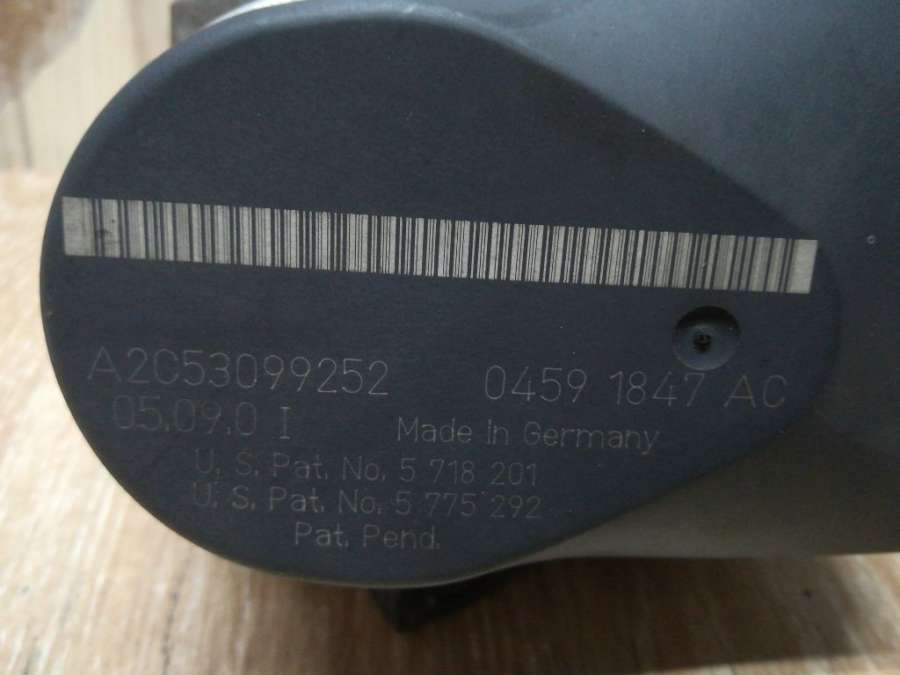 A2C53099252 0459 1847 AC
05.09.0 I Made in Germany
U. S. Pat. No. 5 718 201
U. S. Pat. No. 5 775 292
Pat. Pend.